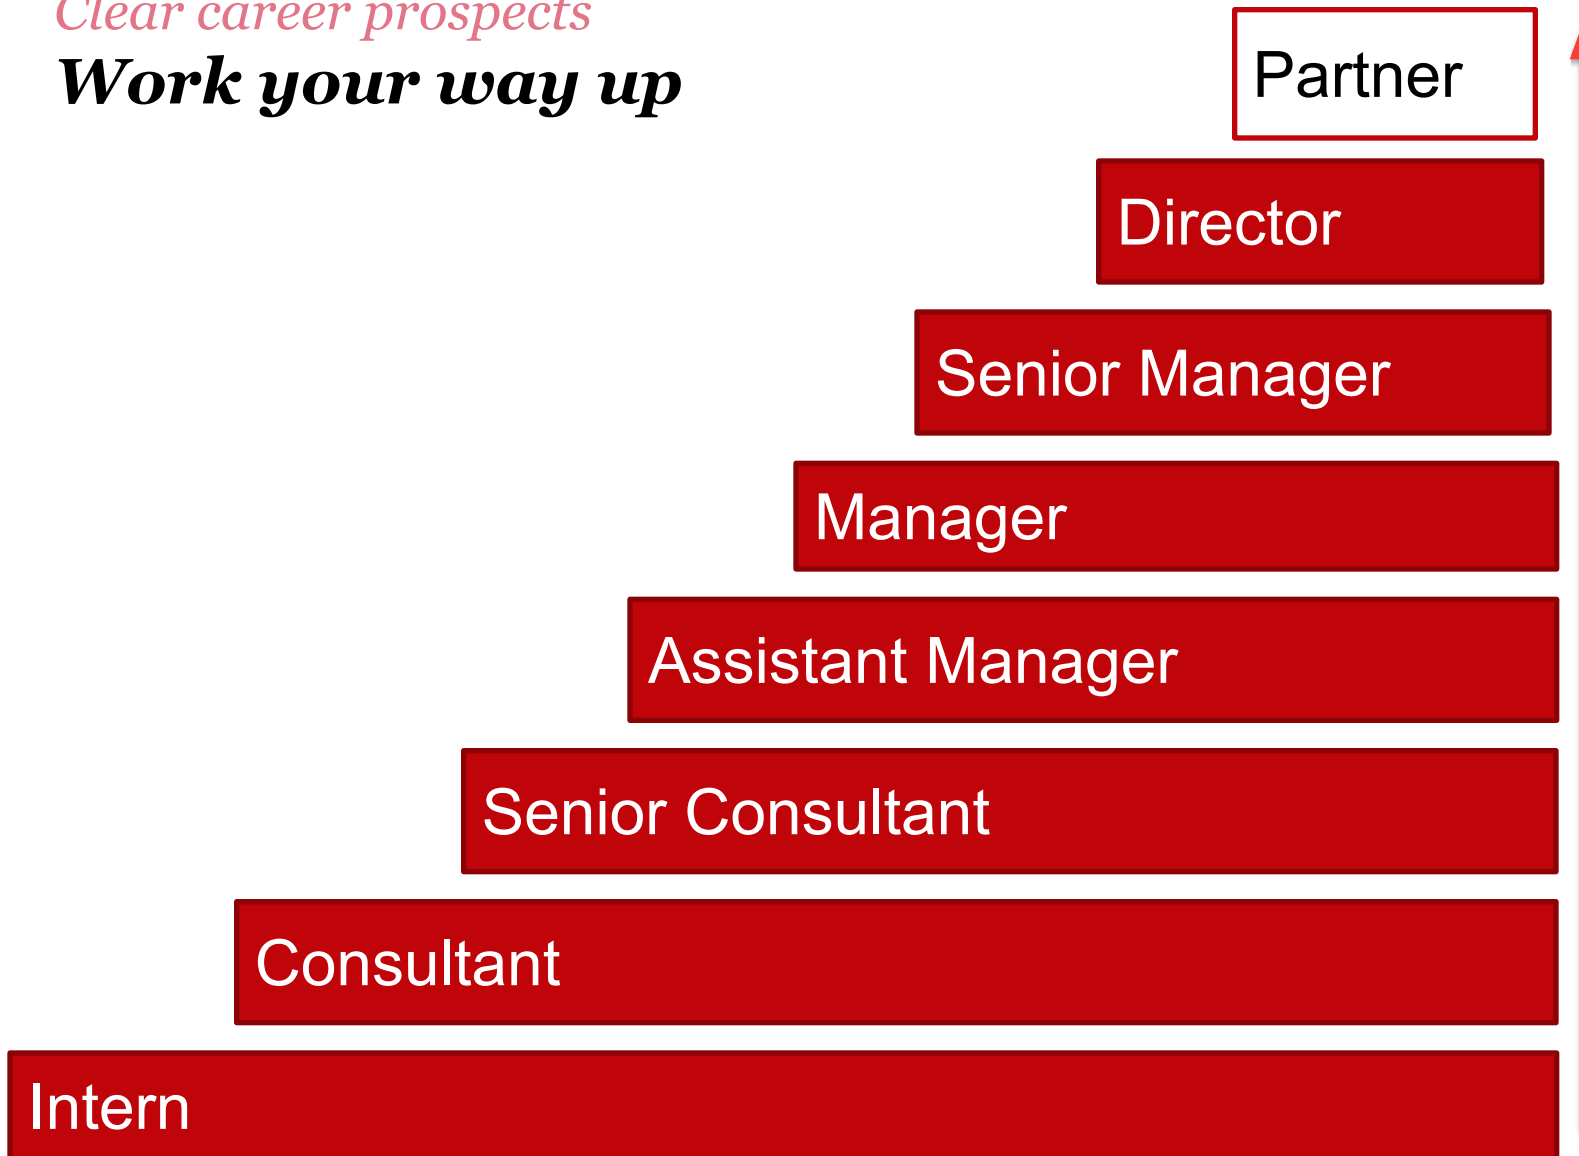 Clear career prospects
Work your way up
Partner
Director
Senior Manager
Manager
Assistant Manager
Senior Consultant
Consultant
Intern